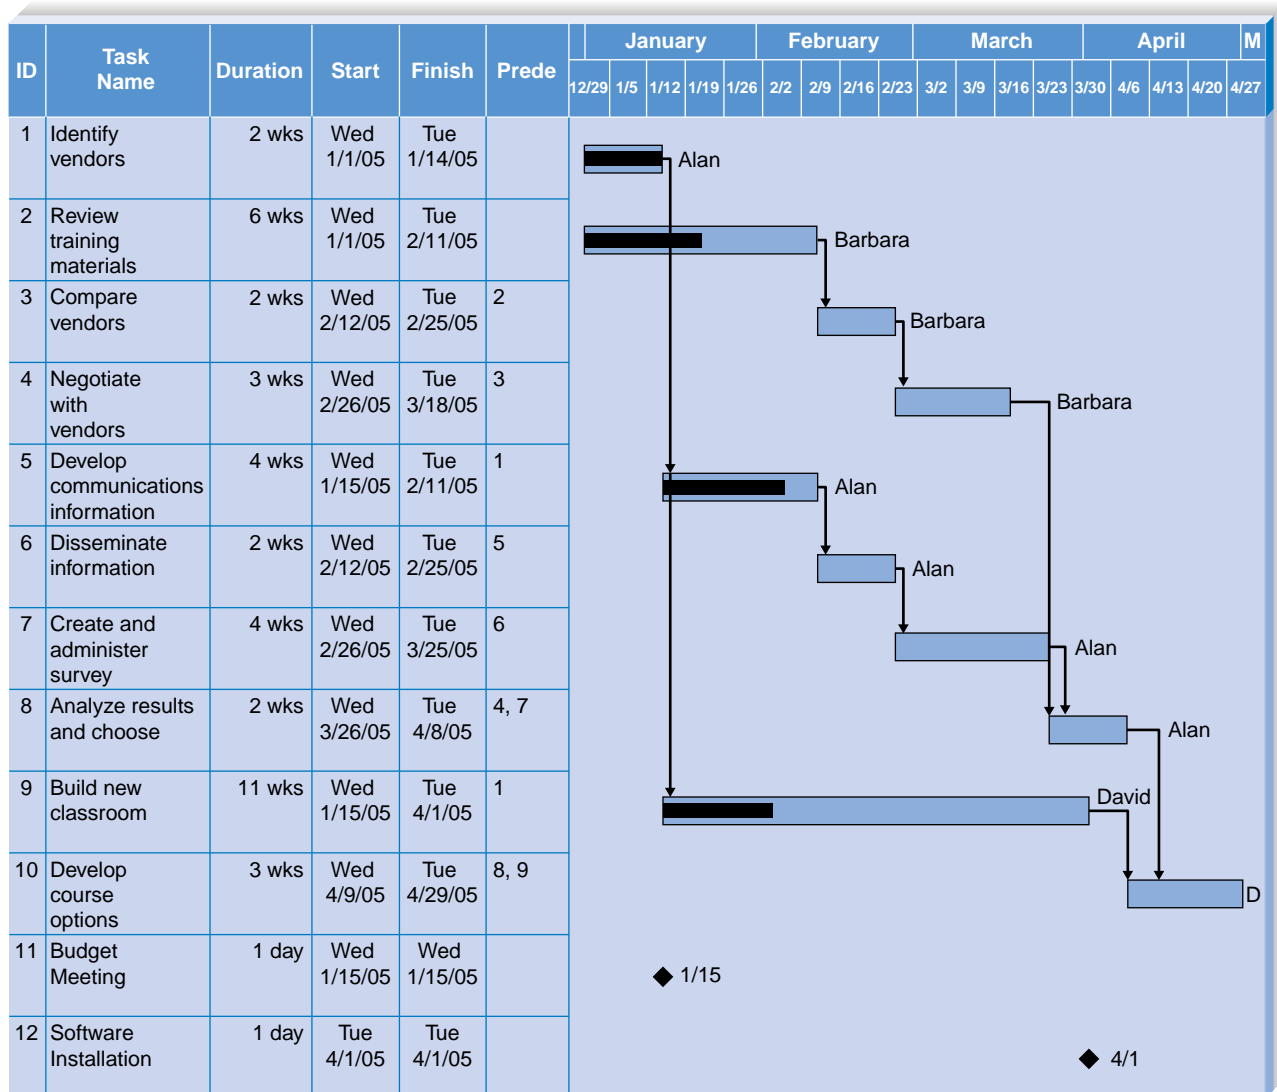 January February March April M
ID Task Name Duration Start Finish Prede
12/29 1/5 1/12 1/19 1/26 2/2 2/9 2/16 2/23 3/2 3/9 3/16 3/23 3/30 4/6 4/13 4/20 4/27
1 Identify 2 wks Wed Tue
vendors 1/1/05 1/14/05
Alan
2 Review 6 wks Wed Tue
training 1/1/05 2/11/05
materials
Barbara
3 Compare 2 wks Wed Tue 2
vendors 2/12/05 2/25/05
Barbara
4 Negotiate 3 wks Wed Tue 3
with 2/26/05 3/18/05
vendors
Barbara
5 Develop 4 wks Wed Tue 1
communications 1/15/05 2/11/05
information
Alan
6 Disseminate 2 wks Wed Tue 5
information 2/12/05 2/25/05
Alan
7 Create and 4 wks Wed Tue 6
administer 2/26/05 3/25/05
survey
Alan
8 Analyze results 2 wks Wed Tue 4, 7
and choose 3/26/05 4/8/05
Alan
9 Build new 11 wks Wed Tue 1
classroom 1/15/05 4/1/05
David
10 Develop 3 wks Wed Tue 8, 9
course 4/9/05 4/29/05
options
D
11 Budget 1 day Wed Wed
Meeting 1/15/05 1/15/05
1/15
12 Software 1 day Tue Tue
Installation 4/1/05 4/1/05
4/1